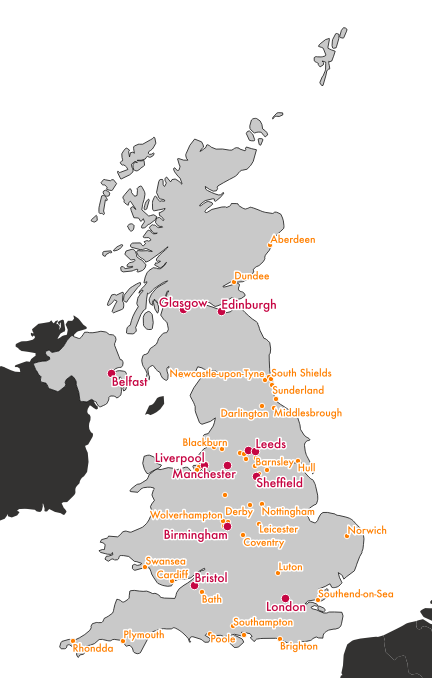 Aberdeen
Dundee
Glasgow
Edinburgh
Newcastle-upon-Tyne
South Shields
Belfast
Sunderland
Darlington
Middlesbrough
Blackburn
Leeds
Liverpool
Barnsley
Hull
Manchester
Sheffield
Wolverhampton
Derby
Nottingham
Birmingham
Leicester
Norwich
Coventry
Swansea
Cardiff
Luton
Bristol
Bath
London
Southend-on-Sea
Southampton
Plymouth
Poole
Brighton
Rhondda